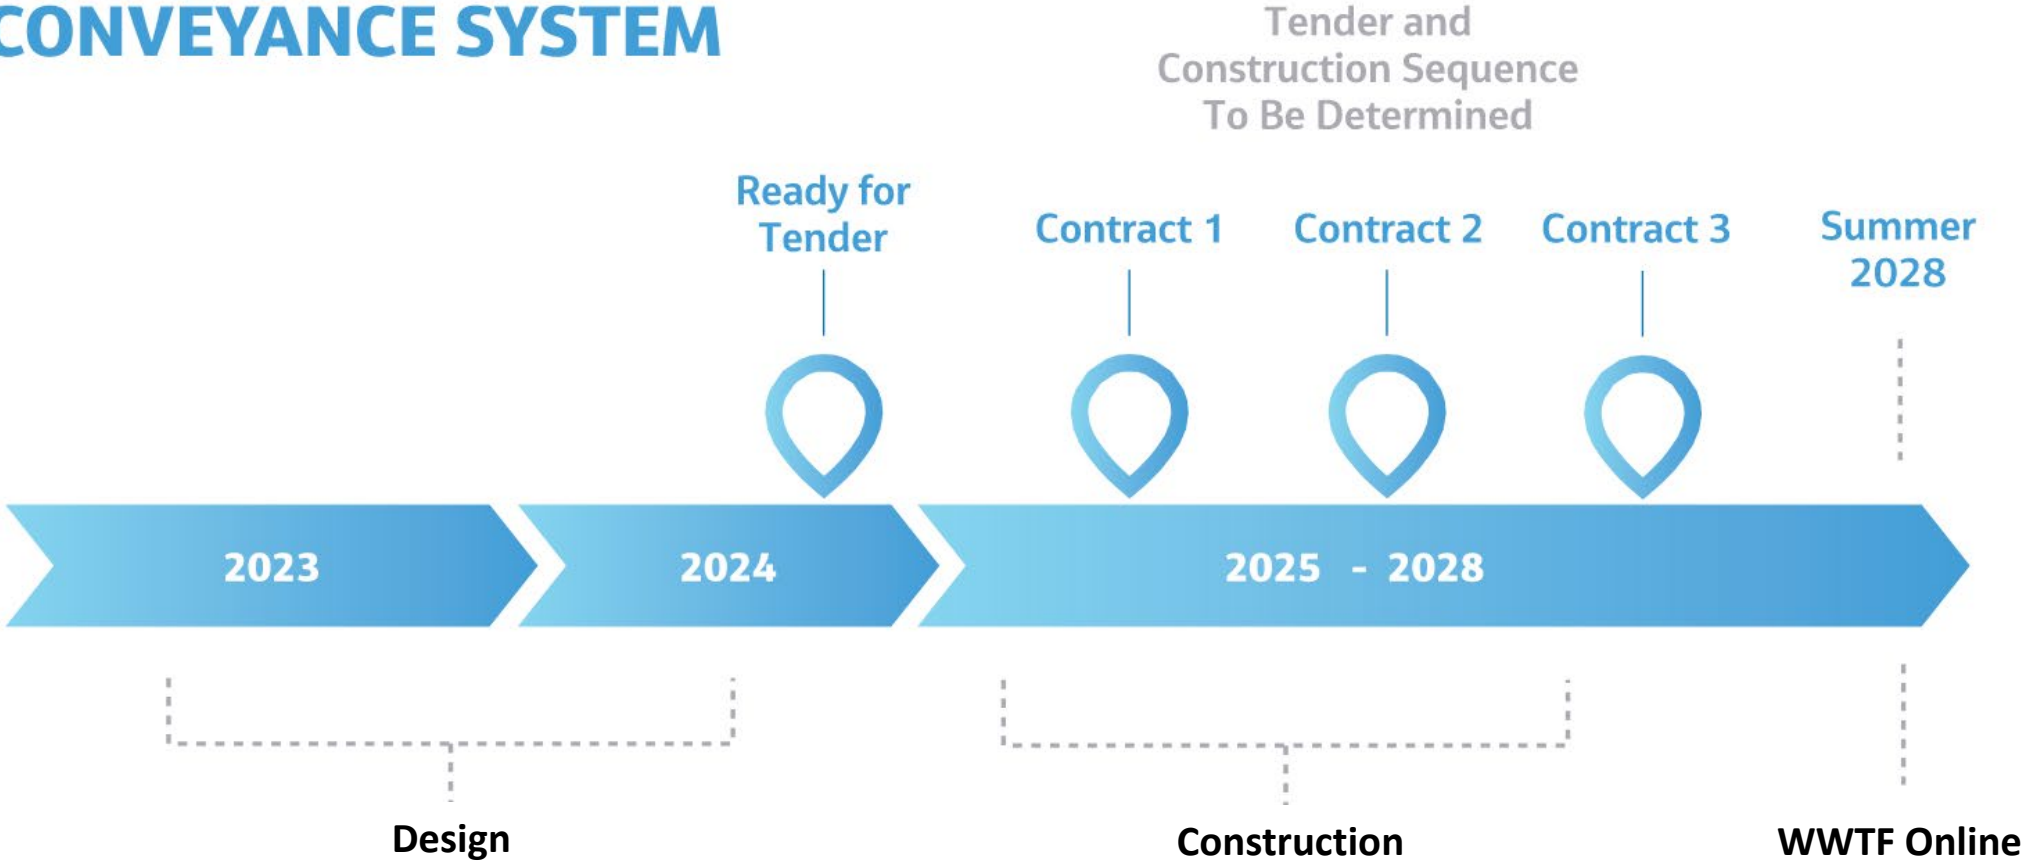 CONVEYANCE SYSTEM
Tender and
Construction Sequence
To Be Determined
Ready for
Tender
Contract 1
Contract 2
Contract 3
Summer
2028
2023
2024
2025 - 2028
Design
Construction
WWTF Online